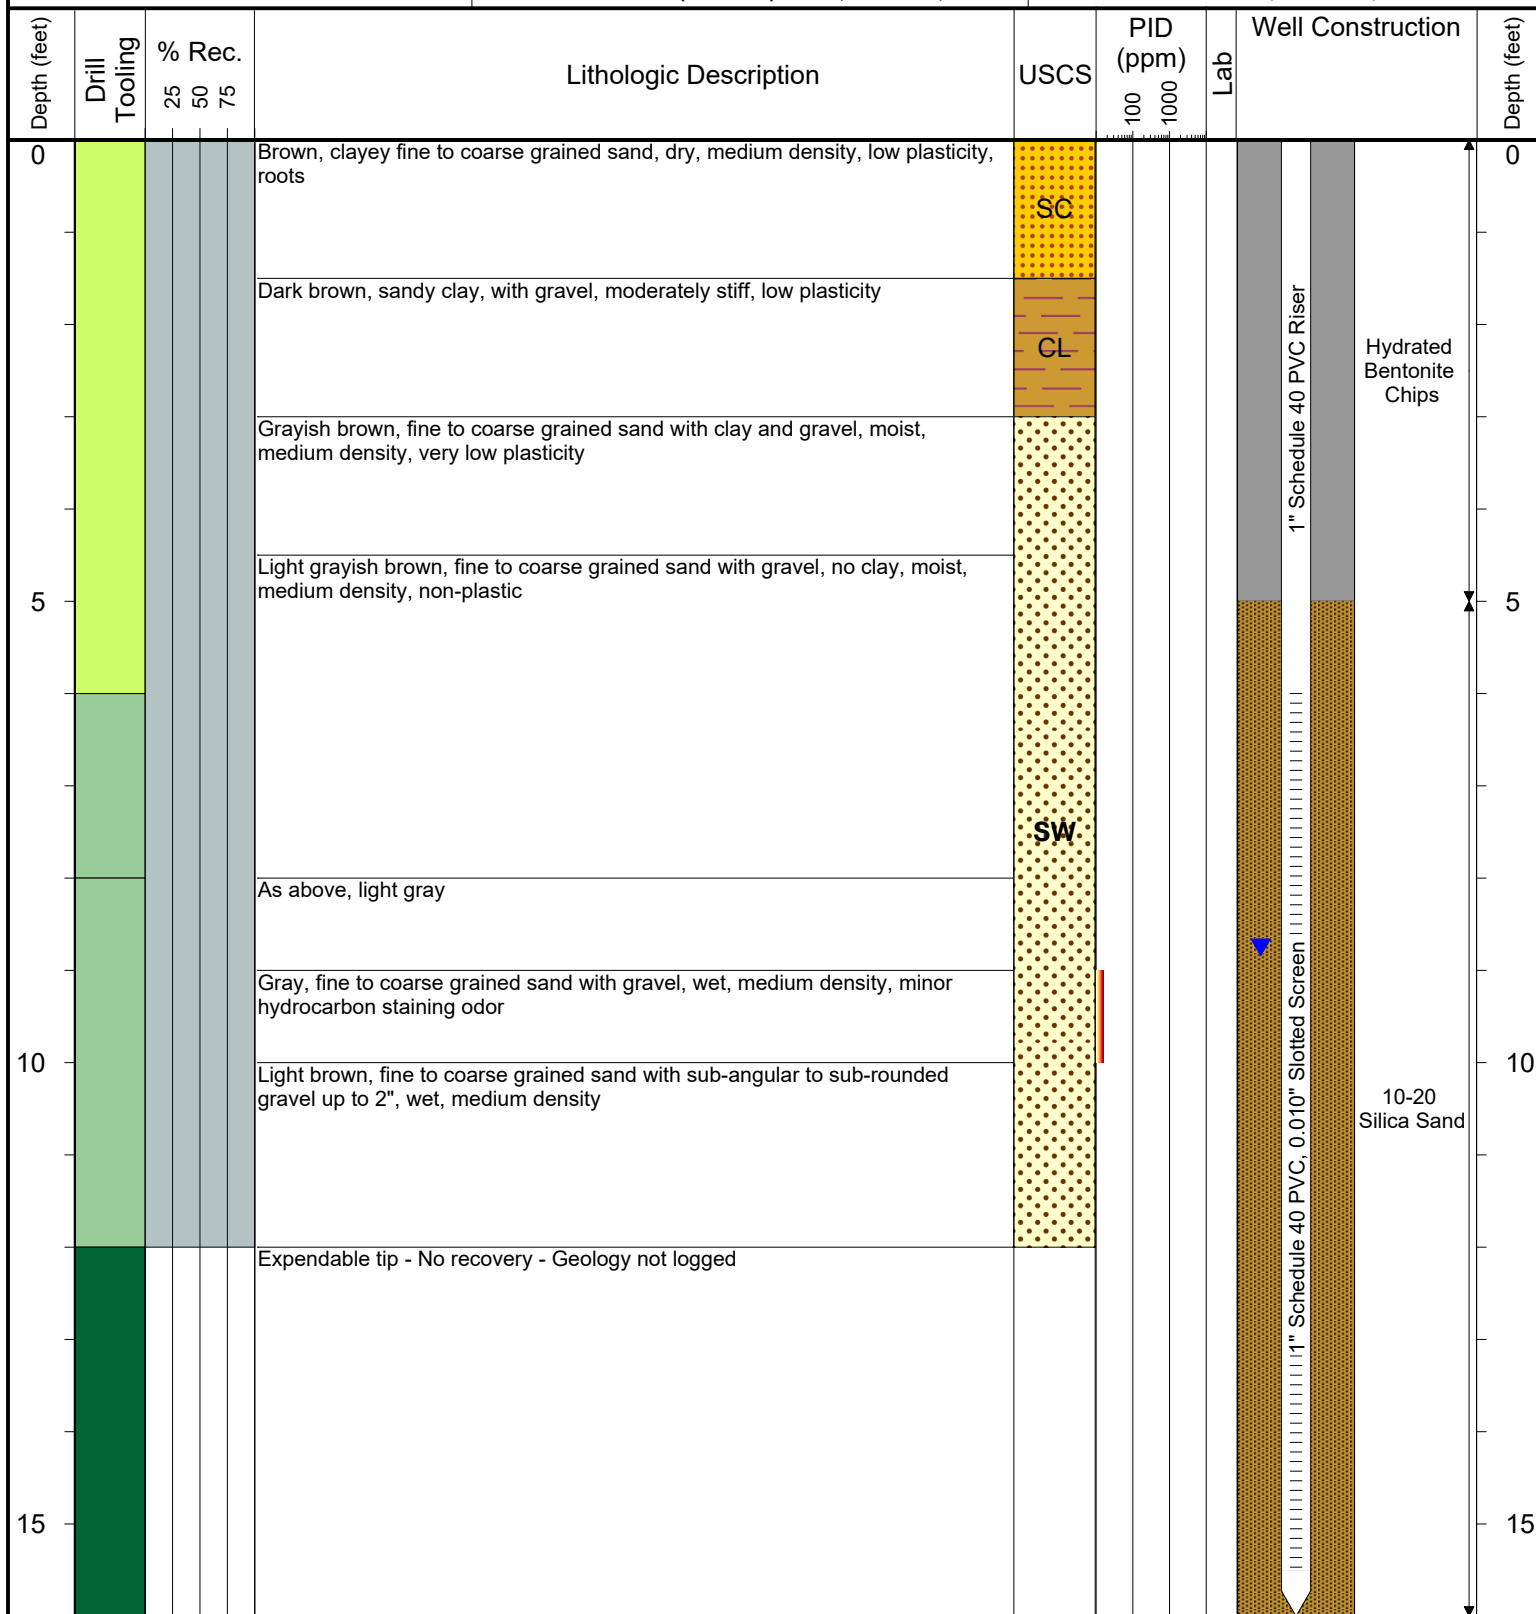 Depth (feet)
Drill
Tooling
% Rec.
25
50
75
Lithologic Description
USCS
PID
(ppm)
100
1000
Lab
Well Construction
Depth (feet)
0
Brown, clayey fine to coarse grained sand, dry, medium density, low plasticity,
roots
SC
0
Dark brown, sandy clay, with gravel, moderately stiff, low plasticity
CL
1" Schedule 40 PVC Riser
Hydrated
Bentonite
Chips
Grayish brown, fine to coarse grained sand with clay and gravel, moist,
medium density, very low plasticity
Light grayish brown, fine to coarse grained sand with gravel, no clay, moist,
medium density, non-plastic
5
5
SW
As above, light gray
Gray, fine to coarse grained sand with gravel, wet, medium density, minor
hydrocarbon staining odor
10
Light brown, fine to coarse grained sand with sub-angular to sub-rounded
gravel up to 2", wet, medium density
1" Schedule 40 PVC, 0.010" Slotted Screen
10-20
Silica Sand
10
Expendable tip - No recovery - Geology not logged
15
15